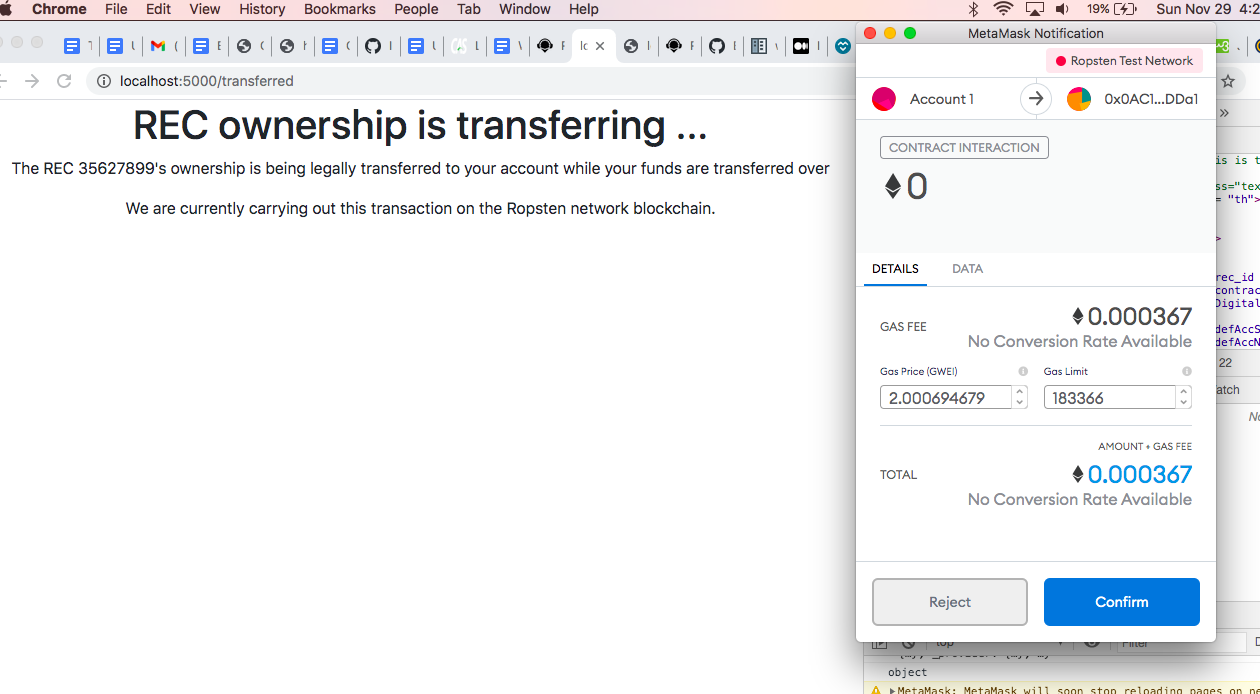 Chrome File Edit View History Bookmarks People Tab Window Help 19% Sun Nov 29 4:2
localhost:5000/transferred
REC ownership is transferring ...
The REC 35627899's ownership is being legally transferred to your account while your funds are transferred over
We are currently carrying out this transaction on the Ropsten network blockchain.
MetaMask Notification
Ropsten Test Network
Account 1
0x0AC1...DDa1
CONTRACT INTERACTION
0
DETAILS DATA
GAS FEE
0.000367
No Conversion Rate Available
Gas Price (GWEI) Gas Limit
2.000694679 183366
AMOUNT + GAS FEE
TOTAL
0.000367
No Conversion Rate Available
Reject Confirm
is is t
ss="tex
= "th">
>
rec_id
contrac
Digital
defAccS
defAccN
22
atch
No
top
Filter
object
MetaMask: MetaMask will soon stop reloading pages on ne